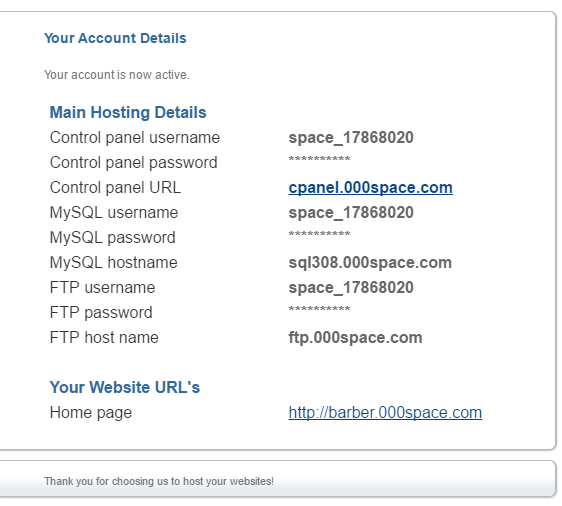 Your Account Details
Your account is now active.
Main Hosting Details
Control panel username space_17868020
Control panel password **********
Control panel URL cpanel.000space.com
MySQL username space_17868020
MySQL password **********
MySQL hostname sql308.000space.com
FTP username space_17868020
FTP password **********
FTP host name ftp.000space.com
Your Website URL's
Home page http://barber.000space.com
Thank you for choosing us to host your websites!